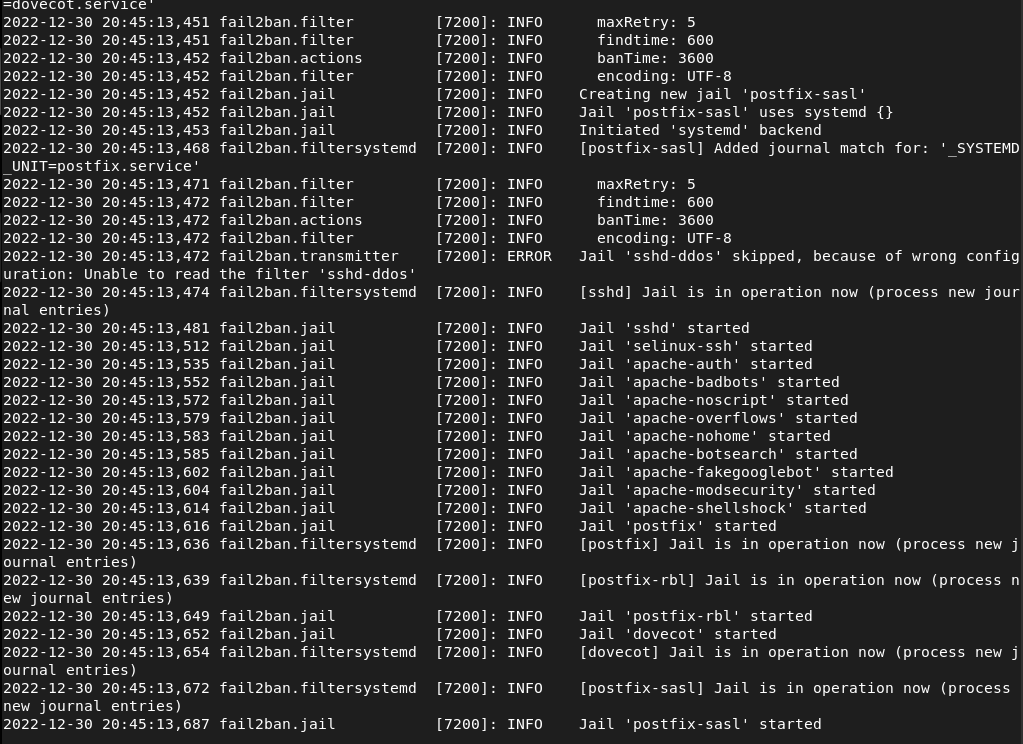 =dovecot.service'
2022-12-30 20:45:13,451 fail2ban.filter         [7200]: INFO      maxRetry: 5
2022-12-30 20:45:13,451 fail2ban.filter         [7200]: INFO      findtime: 600
2022-12-30 20:45:13,452 fail2ban.actions        [7200]: INFO      banTime: 3600
2022-12-30 20:45:13,452 fail2ban.filter         [7200]: INFO      encoding: UTF-8
2022-12-30 20:45:13,452 fail2ban.jail           [7200]: INFO    Creating new jail 'postfix-sasl'
2022-12-30 20:45:13,452 fail2ban.jail           [7200]: INFO    Jail 'postfix-sasl' uses systemd {}
2022-12-30 20:45:13,453 fail2ban.jail           [7200]: INFO    Initiated 'systemd' backend
2022-12-30 20:45:13,468 fail2ban.filtersystemd  [7200]: INFO    [postfix-sasl] Added journal match for: '_SYSTEMD
_UNIT=postfix.service'
2022-12-30 20:45:13,471 fail2ban.filter         [7200]: INFO      maxRetry: 5
2022-12-30 20:45:13,472 fail2ban.filter         [7200]: INFO      findtime: 600
2022-12-30 20:45:13,472 fail2ban.actions        [7200]: INFO      banTime: 3600
2022-12-30 20:45:13,472 fail2ban.filter         [7200]: INFO      encoding: UTF-8
2022-12-30 20:45:13,472 fail2ban.transmitter    [7200]: ERROR   Jail 'sshd-ddos' skipped, because of wrong config
uration: Unable to read the filter 'sshd-ddos'
2022-12-30 20:45:13,474 fail2ban.filtersystemd  [7200]: INFO    [sshd] Jail is in operation now (process new jour
nal entries)
2022-12-30 20:45:13,481 fail2ban.jail           [7200]: INFO    Jail 'sshd' started
2022-12-30 20:45:13,512 fail2ban.jail           [7200]: INFO    Jail 'selinux-ssh' started
2022-12-30 20:45:13,535 fail2ban.jail           [7200]: INFO    Jail 'apache-auth' started
2022-12-30 20:45:13,552 fail2ban.jail           [7200]: INFO    Jail 'apache-badbots' started
2022-12-30 20:45:13,572 fail2ban.jail           [7200]: INFO    Jail 'apache-noscript' started
2022-12-30 20:45:13,579 fail2ban.jail           [7200]: INFO    Jail 'apache-overflows' started
2022-12-30 20:45:13,583 fail2ban.jail           [7200]: INFO    Jail 'apache-nohome' started
2022-12-30 20:45:13,585 fail2ban.jail           [7200]: INFO    Jail 'apache-botsearch' started
2022-12-30 20:45:13,602 fail2ban.jail           [7200]: INFO    Jail 'apache-fakegooglebot' started
2022-12-30 20:45:13,604 fail2ban.jail           [7200]: INFO    Jail 'apache-modsecurity' started
2022-12-30 20:45:13,614 fail2ban.jail           [7200]: INFO    Jail 'apache-shellshock' started
2022-12-30 20:45:13,616 fail2ban.jail           [7200]: INFO    Jail 'postfix' started
2022-12-30 20:45:13,636 fail2ban.filtersystemd  [7200]: INFO    [postfix] Jail is in operation now (process new j
ournal entries)
2022-12-30 20:45:13,639 fail2ban.filtersystemd  [7200]: INFO    [postfix-rbl] Jail is in operation now (process n
ew journal entries)
2022-12-30 20:45:13,649 fail2ban.jail           [7200]: INFO    Jail 'postfix-rbl' started
2022-12-30 20:45:13,652 fail2ban.jail           [7200]: INFO    Jail 'dovecot' started
2022-12-30 20:45:13,654 fail2ban.filtersystemd  [7200]: INFO    [dovecot] Jail is in operation now (process new j
ournal entries)
2022-12-30 20:45:13,672 fail2ban.filtersystemd  [7200]: INFO    [postfix-sasl] Jail is in operation now (process 
new journal entries)
2022-12-30 20:45:13,687 fail2ban.jail           [7200]: INFO    Jail 'postfix-sasl' started